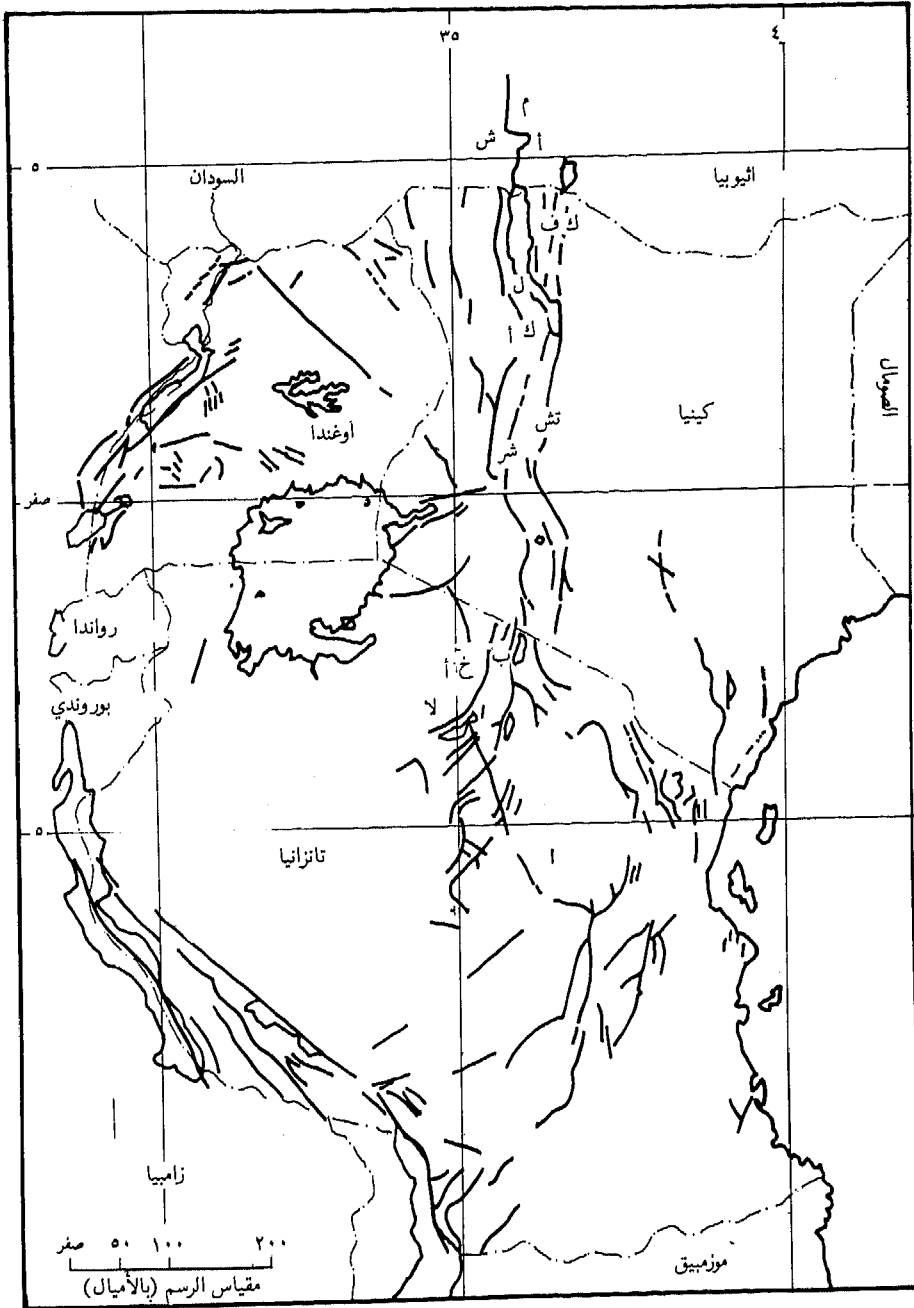 ٣٥
٤
م
ش
أ
٥
السودان
اثيوبيا
ف
ك
ل
ك
أ
الصومال
كينيا
أوغندا
تش
شر
صفر
رواندا
ب
خ
أ
أ
بوروندي
لا
ا
٥
تانزانيا
ا
زامبيا
موزمبيق
صفر ٥٠ ١٠٠ ٢٠٠
مقياس الرسم (بالأميال)